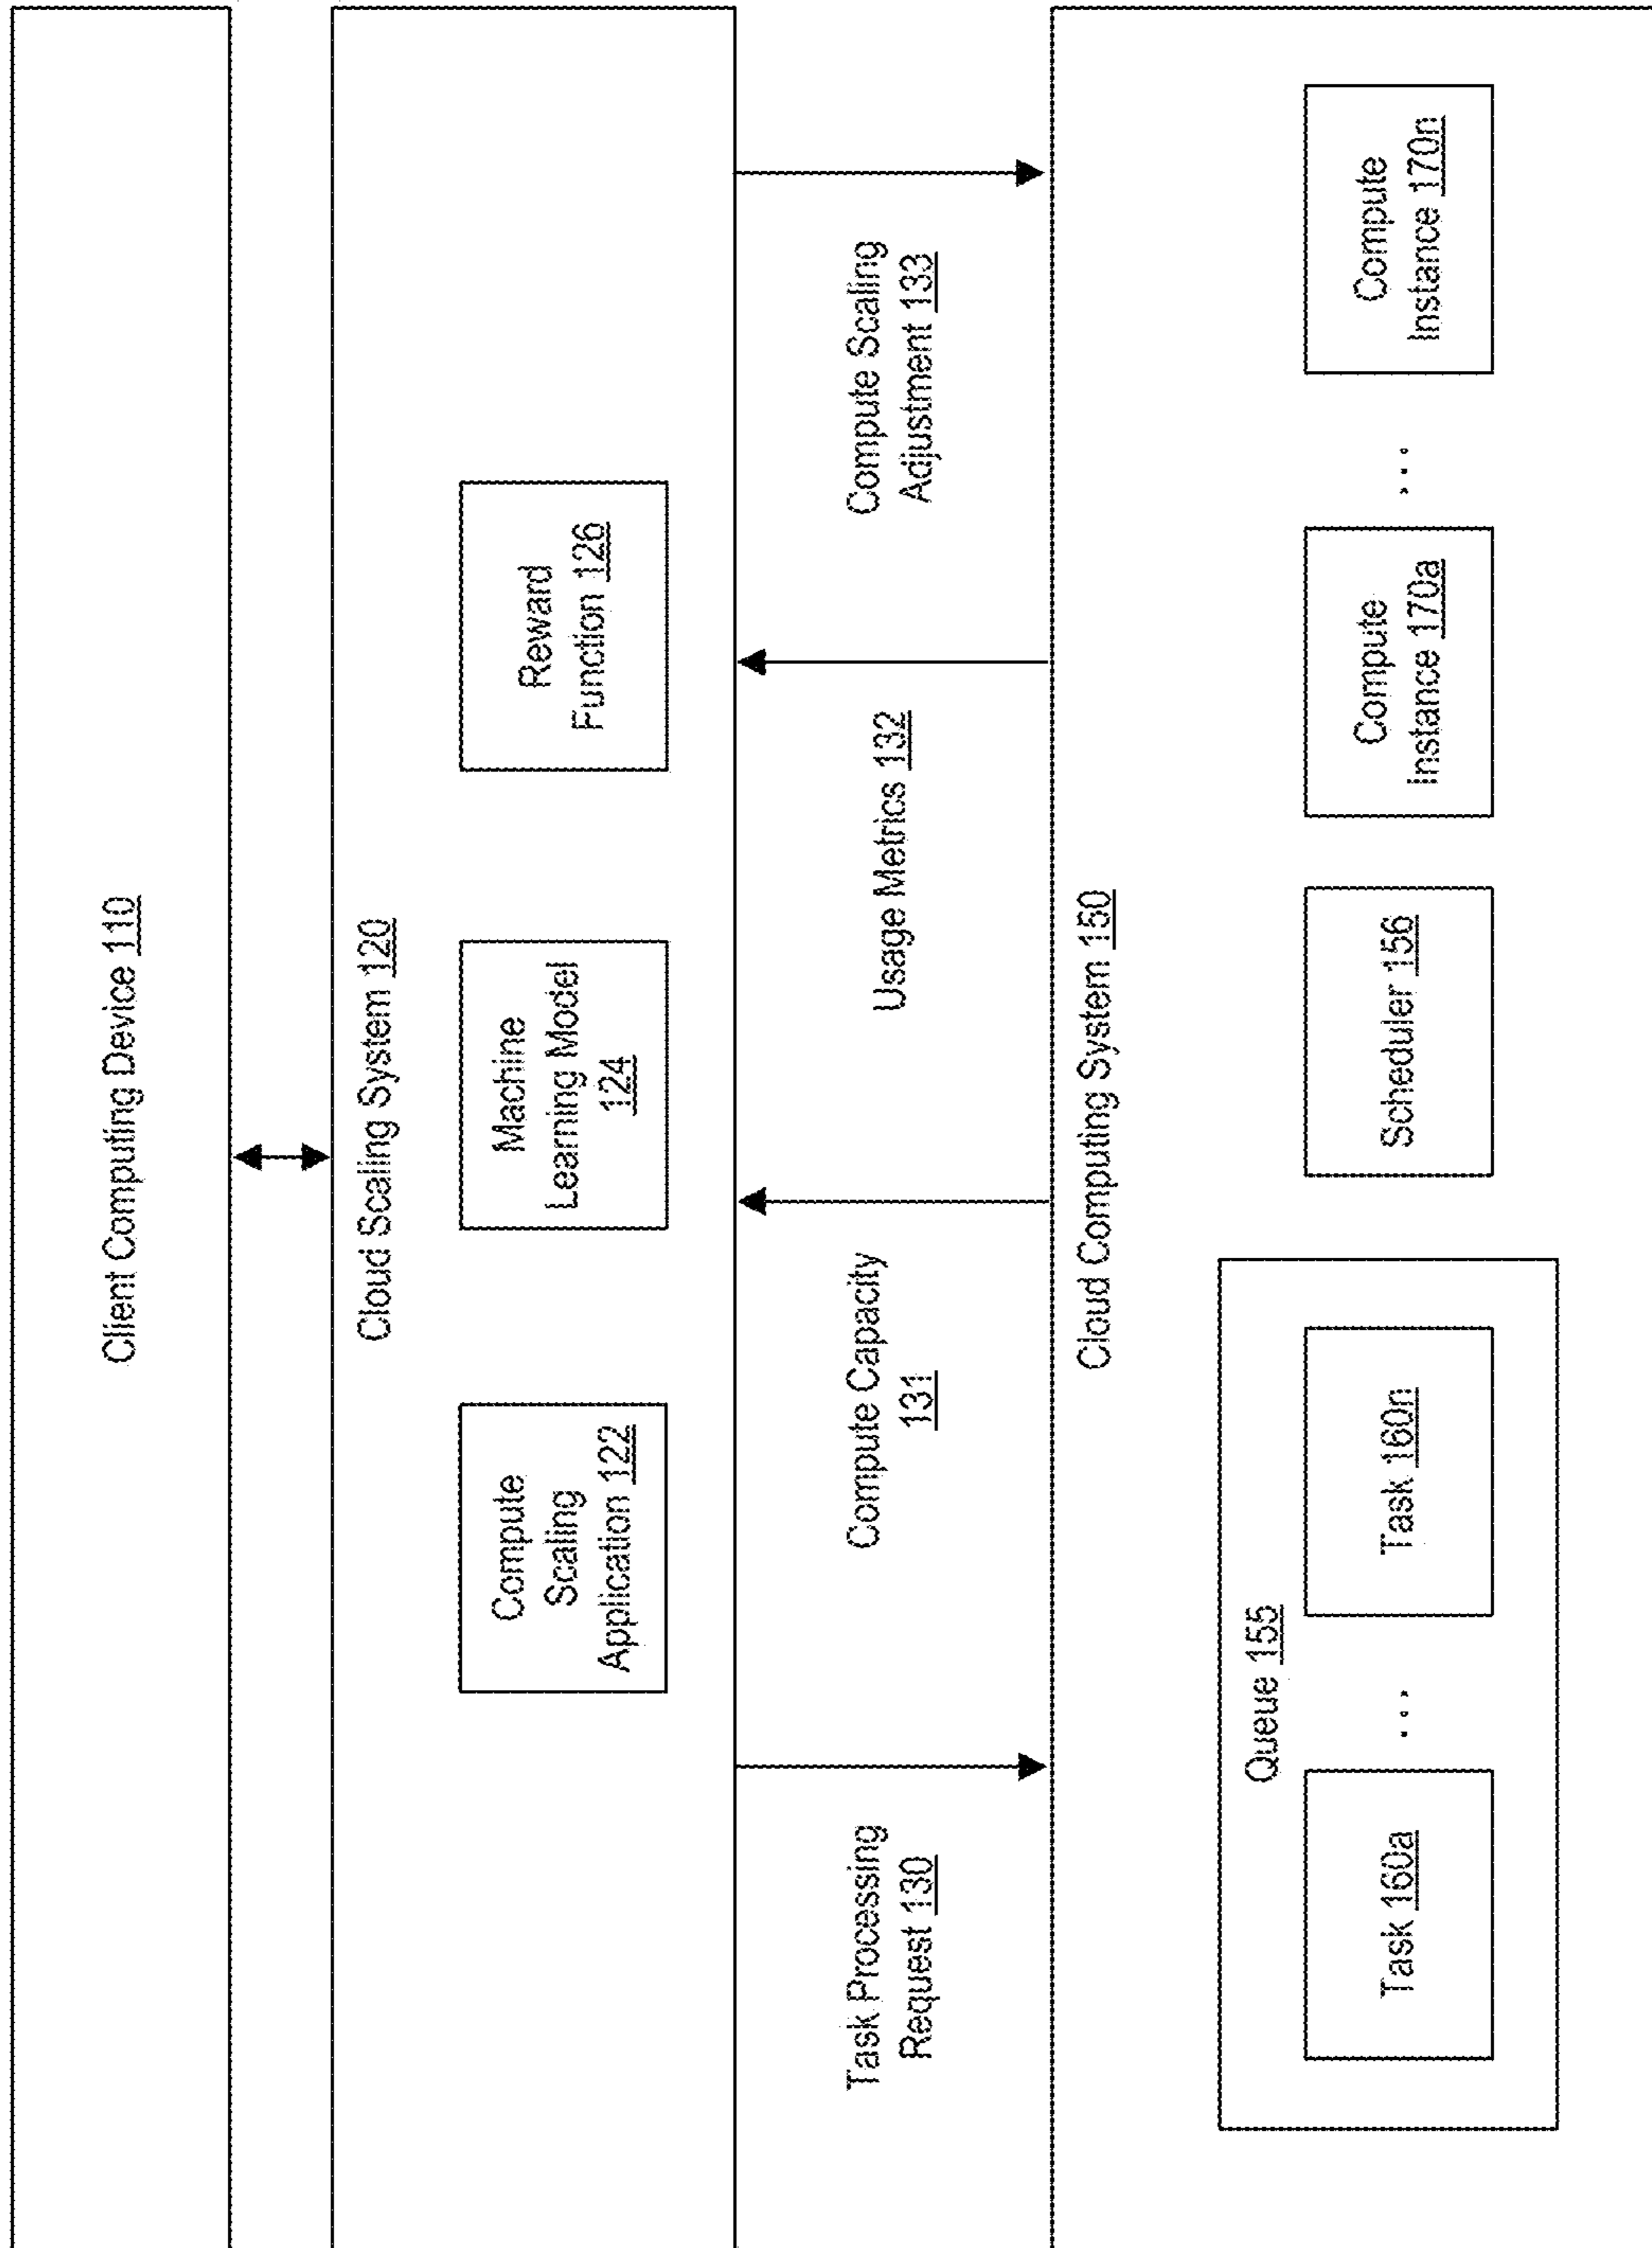 Client Computing Device 110
Cloud Scaling System 120
Compute
Scaling
Application 122
Machine
Learning Model
124
Reward
Function 126
Task Processing
Request 130
Compute Capacity
131
Usage Metrics 132
Compute Scaling
Adjustment 133
Cloud Computing System 150
Queue 155
Task 160a
...
Task 160n
Scheduler 156
Compute
Instance 170a
...
Compute
Instance 170n